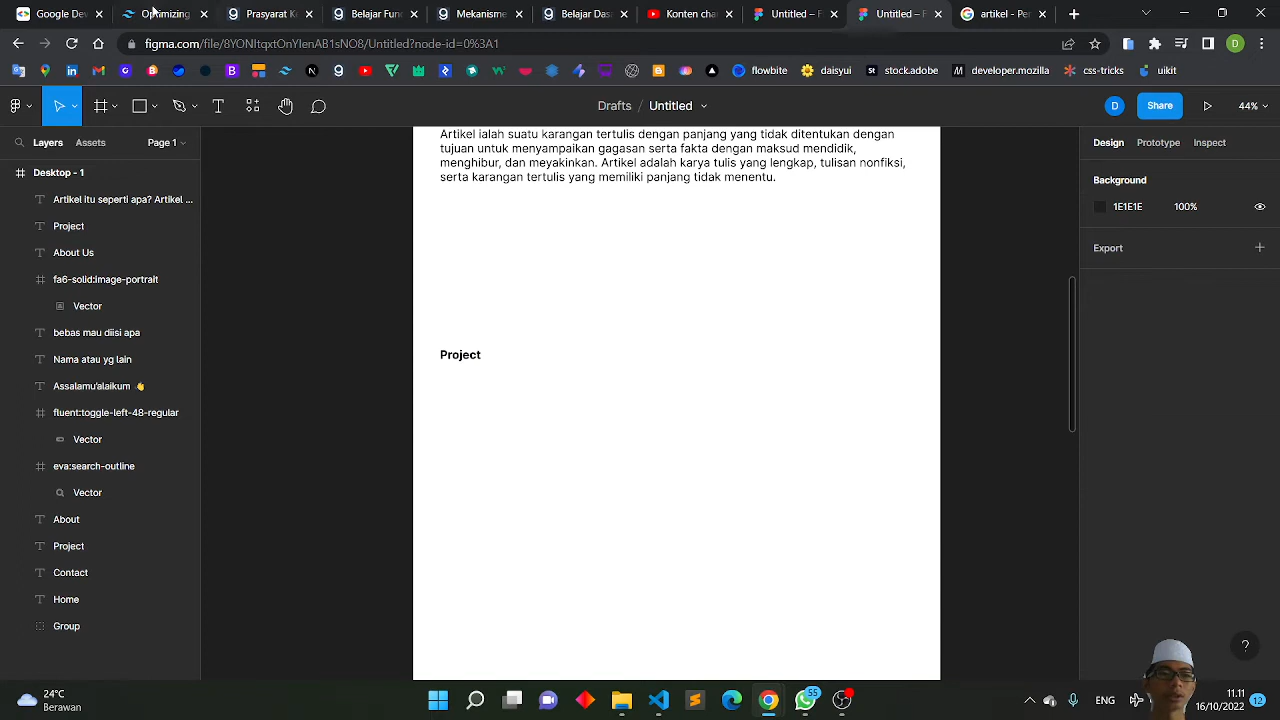 Google Dev
Optimizing
Prasyarat K
Belajar Fun
Mekanisme
Belajar Das
Konten cha
Untitled – F
Untitled – F
artikel - Pen
figma.com/file/8YONItqxtOnYlenAB1sNO8/Untitled?node-id=0%3A1
D
flowbite
daisyui
stock.adobe
developer.mozilla
css-tricks
uikit
Drafts / Untitled
D
Share
44%
Layers
Assets
Page 1
Desktop - 1
Artikel itu seperti apa? Artikel ...
Project
About Us
fa6-solid:image-portrait
Vector
bebas mau diisi apa
Nama atau yg lain
Assalamu'alaikum 👋
fluent:toggle-left-48-regular
Vector
eva:search-outline
Vector
About
Project
Contact
Home
Group
Artikel ialah suatu karangan tertulis dengan panjang yang tidak ditentukan dengan
tujuan untuk menyampaikan gagasan serta fakta dengan maksud mendidik,
menghibur, dan meyakinkan. Artikel adalah karya tulis yang lengkap, tulisan nonfiksi,
serta karangan tertulis yang memiliki panjang tidak menentu.
Project
Design
Prototype
Inspect
Background
1E1E1E
100%
Export
?
24°C
Berawan
55
ENG
11.11
16/10/2022
12